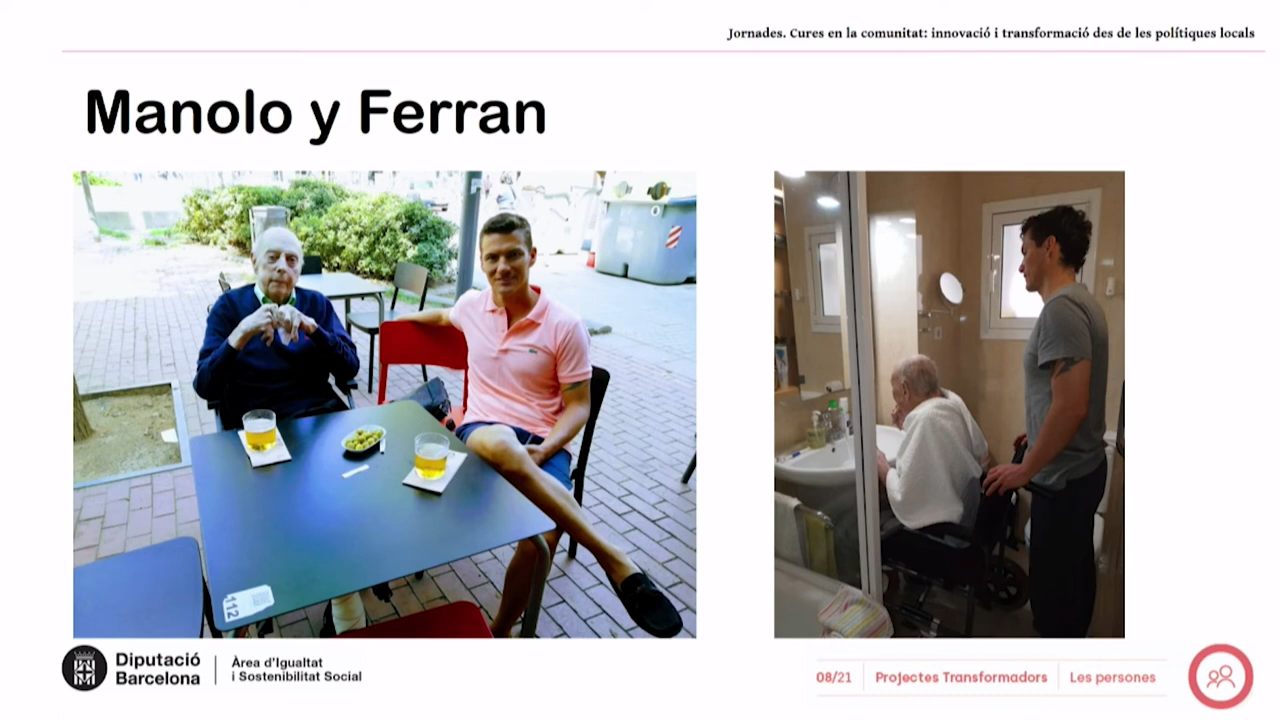 Jornades. Cures en la comunitat: innovació i transformació des de les polítiques locals
Manolo y Ferran
112
Diputació
Barcelona
Àrea d'Igualtat
i Sostenibilitat Social
08/21
Projectes Transformadors
Les persones